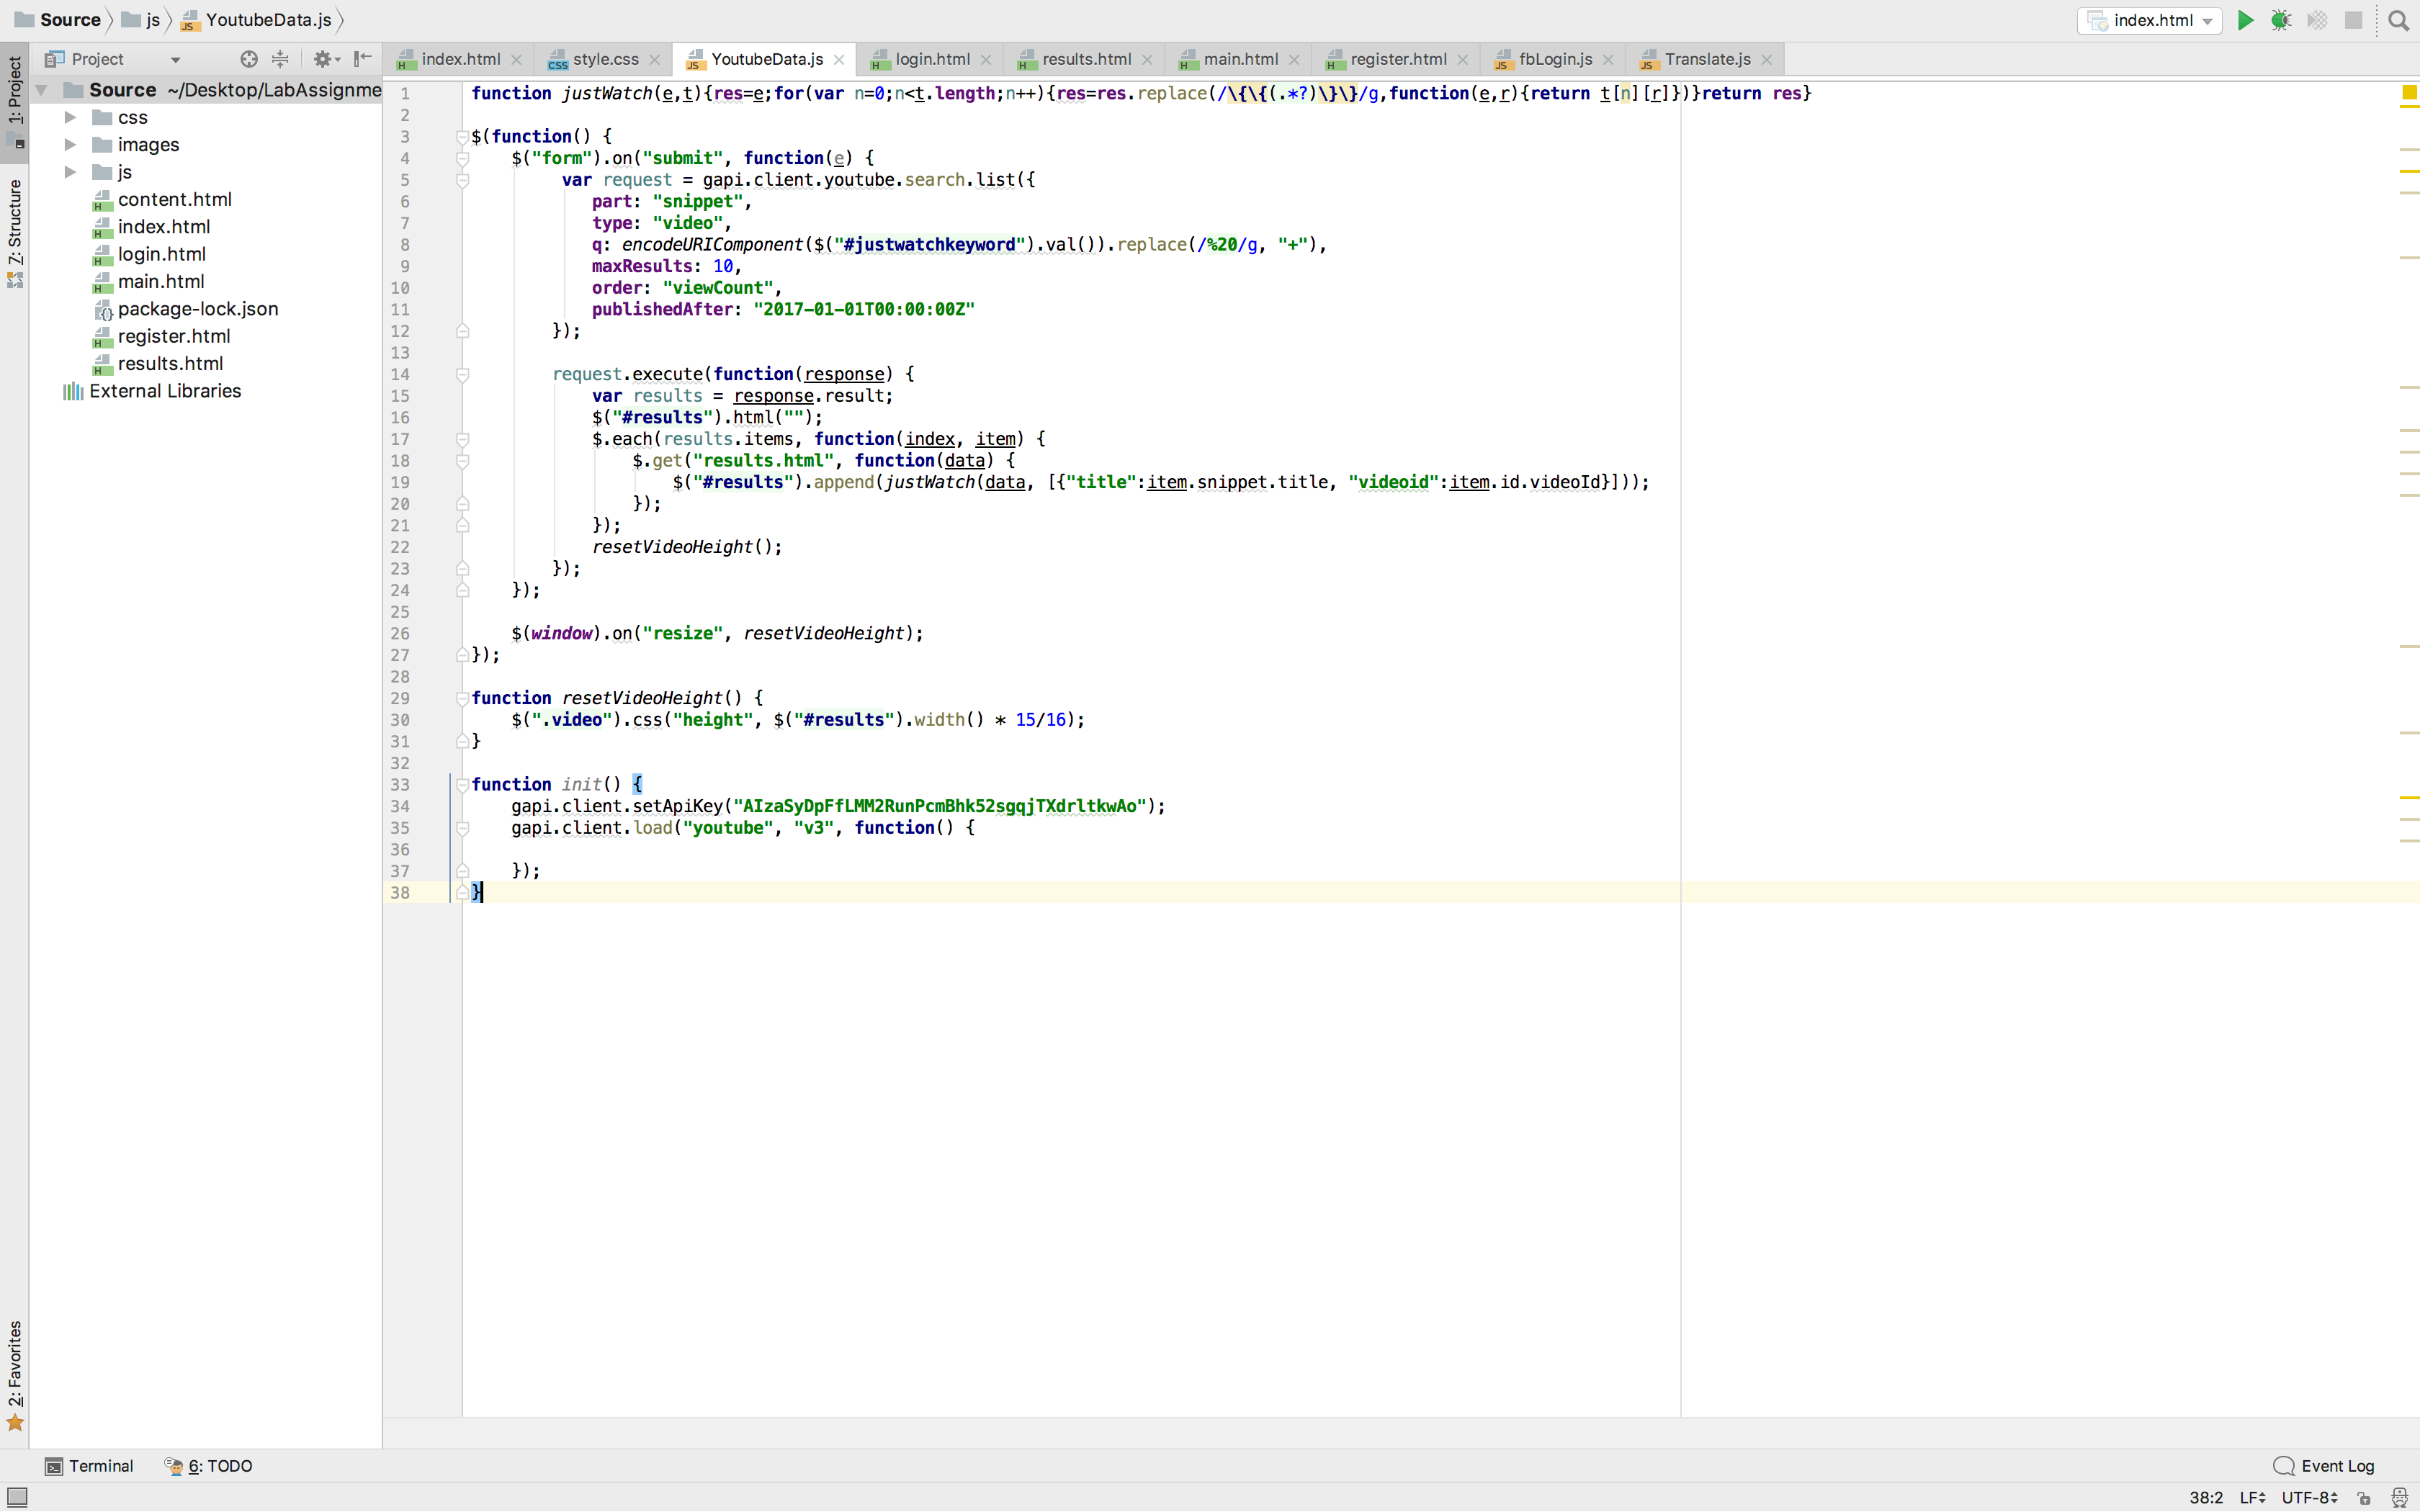 Source js YoutubeData.js index.html
1: Project
7: Structure
2: Favorites
Project
Source ~/Desktop/LabAssignme
css
images
js
content.html
index.html
login.html
main.html
package-lock.json
register.html
results.html
External Libraries
index.html style.css YoutubeData.js login.html results.html main.html register.html fbLogin.js Translate.js
1 function justWatch(e,t){res=e;for(var n=0;n<t.length;n++){res=res.replace(/\{\{(.*?)\}\}/g,function(e,r){return t[n][r]})}return res}
2
3 $(function() {
4     $("form").on("submit", function(e) {
5          var request = gapi.client.youtube.search.list({
6             part: "snippet",
7             type: "video",
8             q: encodeURIComponent($("#justwatchkeyword").val()).replace(/%20/g, "+"),
9             maxResults: 10,
10             order: "viewCount",
11             publishedAfter: "2017-01-01T00:00:00Z"
12         });
13
14         request.execute(function(response) {
15             var results = response.result;
16             $("#results").html("");
17             $.each(results.items, function(index, item) {
18                 $.get("results.html", function(data) {
19                     $("#results").append(justWatch(data, [{"title":item.snippet.title, "videoid":item.id.videoId}]));
20                 });
21             });
22             resetVideoHeight();
23         });
24     });
25
26     $(window).on("resize", resetVideoHeight);
27 });
28
29 function resetVideoHeight() {
30     $(".video").css("height", $("#results").width() * 15/16);
31 }
32
33 function init() {
34     gapi.client.setApiKey("AIzaSyDpFfLMM2RunPcmBhk52sgqjTXdrltkwAo");
35     gapi.client.load("youtube", "v3", function() {
36
37     });
38 }
Terminal 6: TODO Event Log
38:2 LF UTF-8